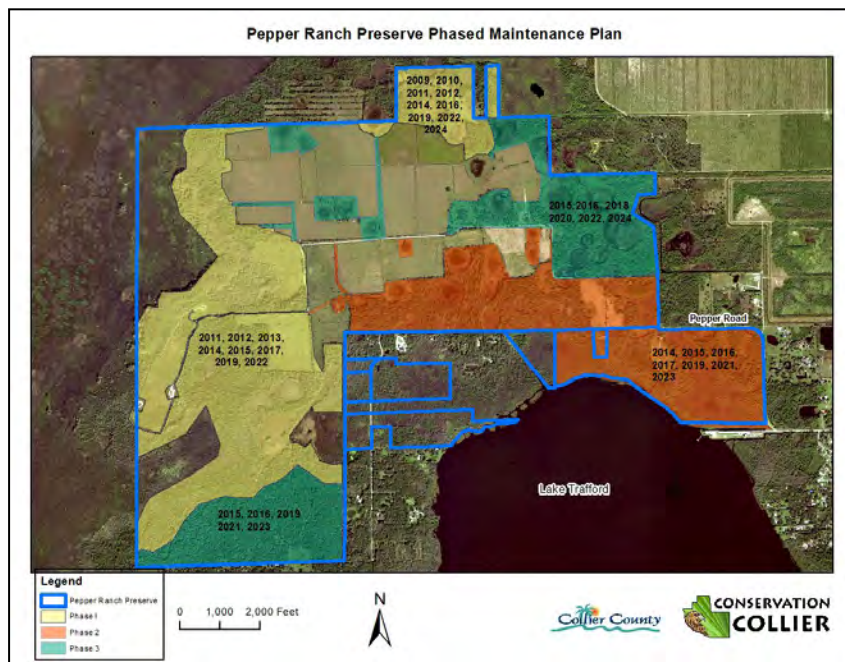 Pepper Ranch Preserve Phased Maintenance Plan
2009, 2010,
2011, 2012,
2014, 2016,
2019, 2022,
2024
2015, 2016, 2018
2020, 2022, 2024
Pepper Road
2011, 2012, 2013,
2014, 2015, 2017,
2019, 2022
2014, 2015, 2016,
2017, 2019, 2021,
2023
Lake Trafford
2015, 2016, 2019
2021, 2023
Legend
Pepper Ranch Preserve
Phase I
Phase 2
Phase 3
0 1,000 2,000 Feet
N
Collier County
CONSERVATION
COLLIER